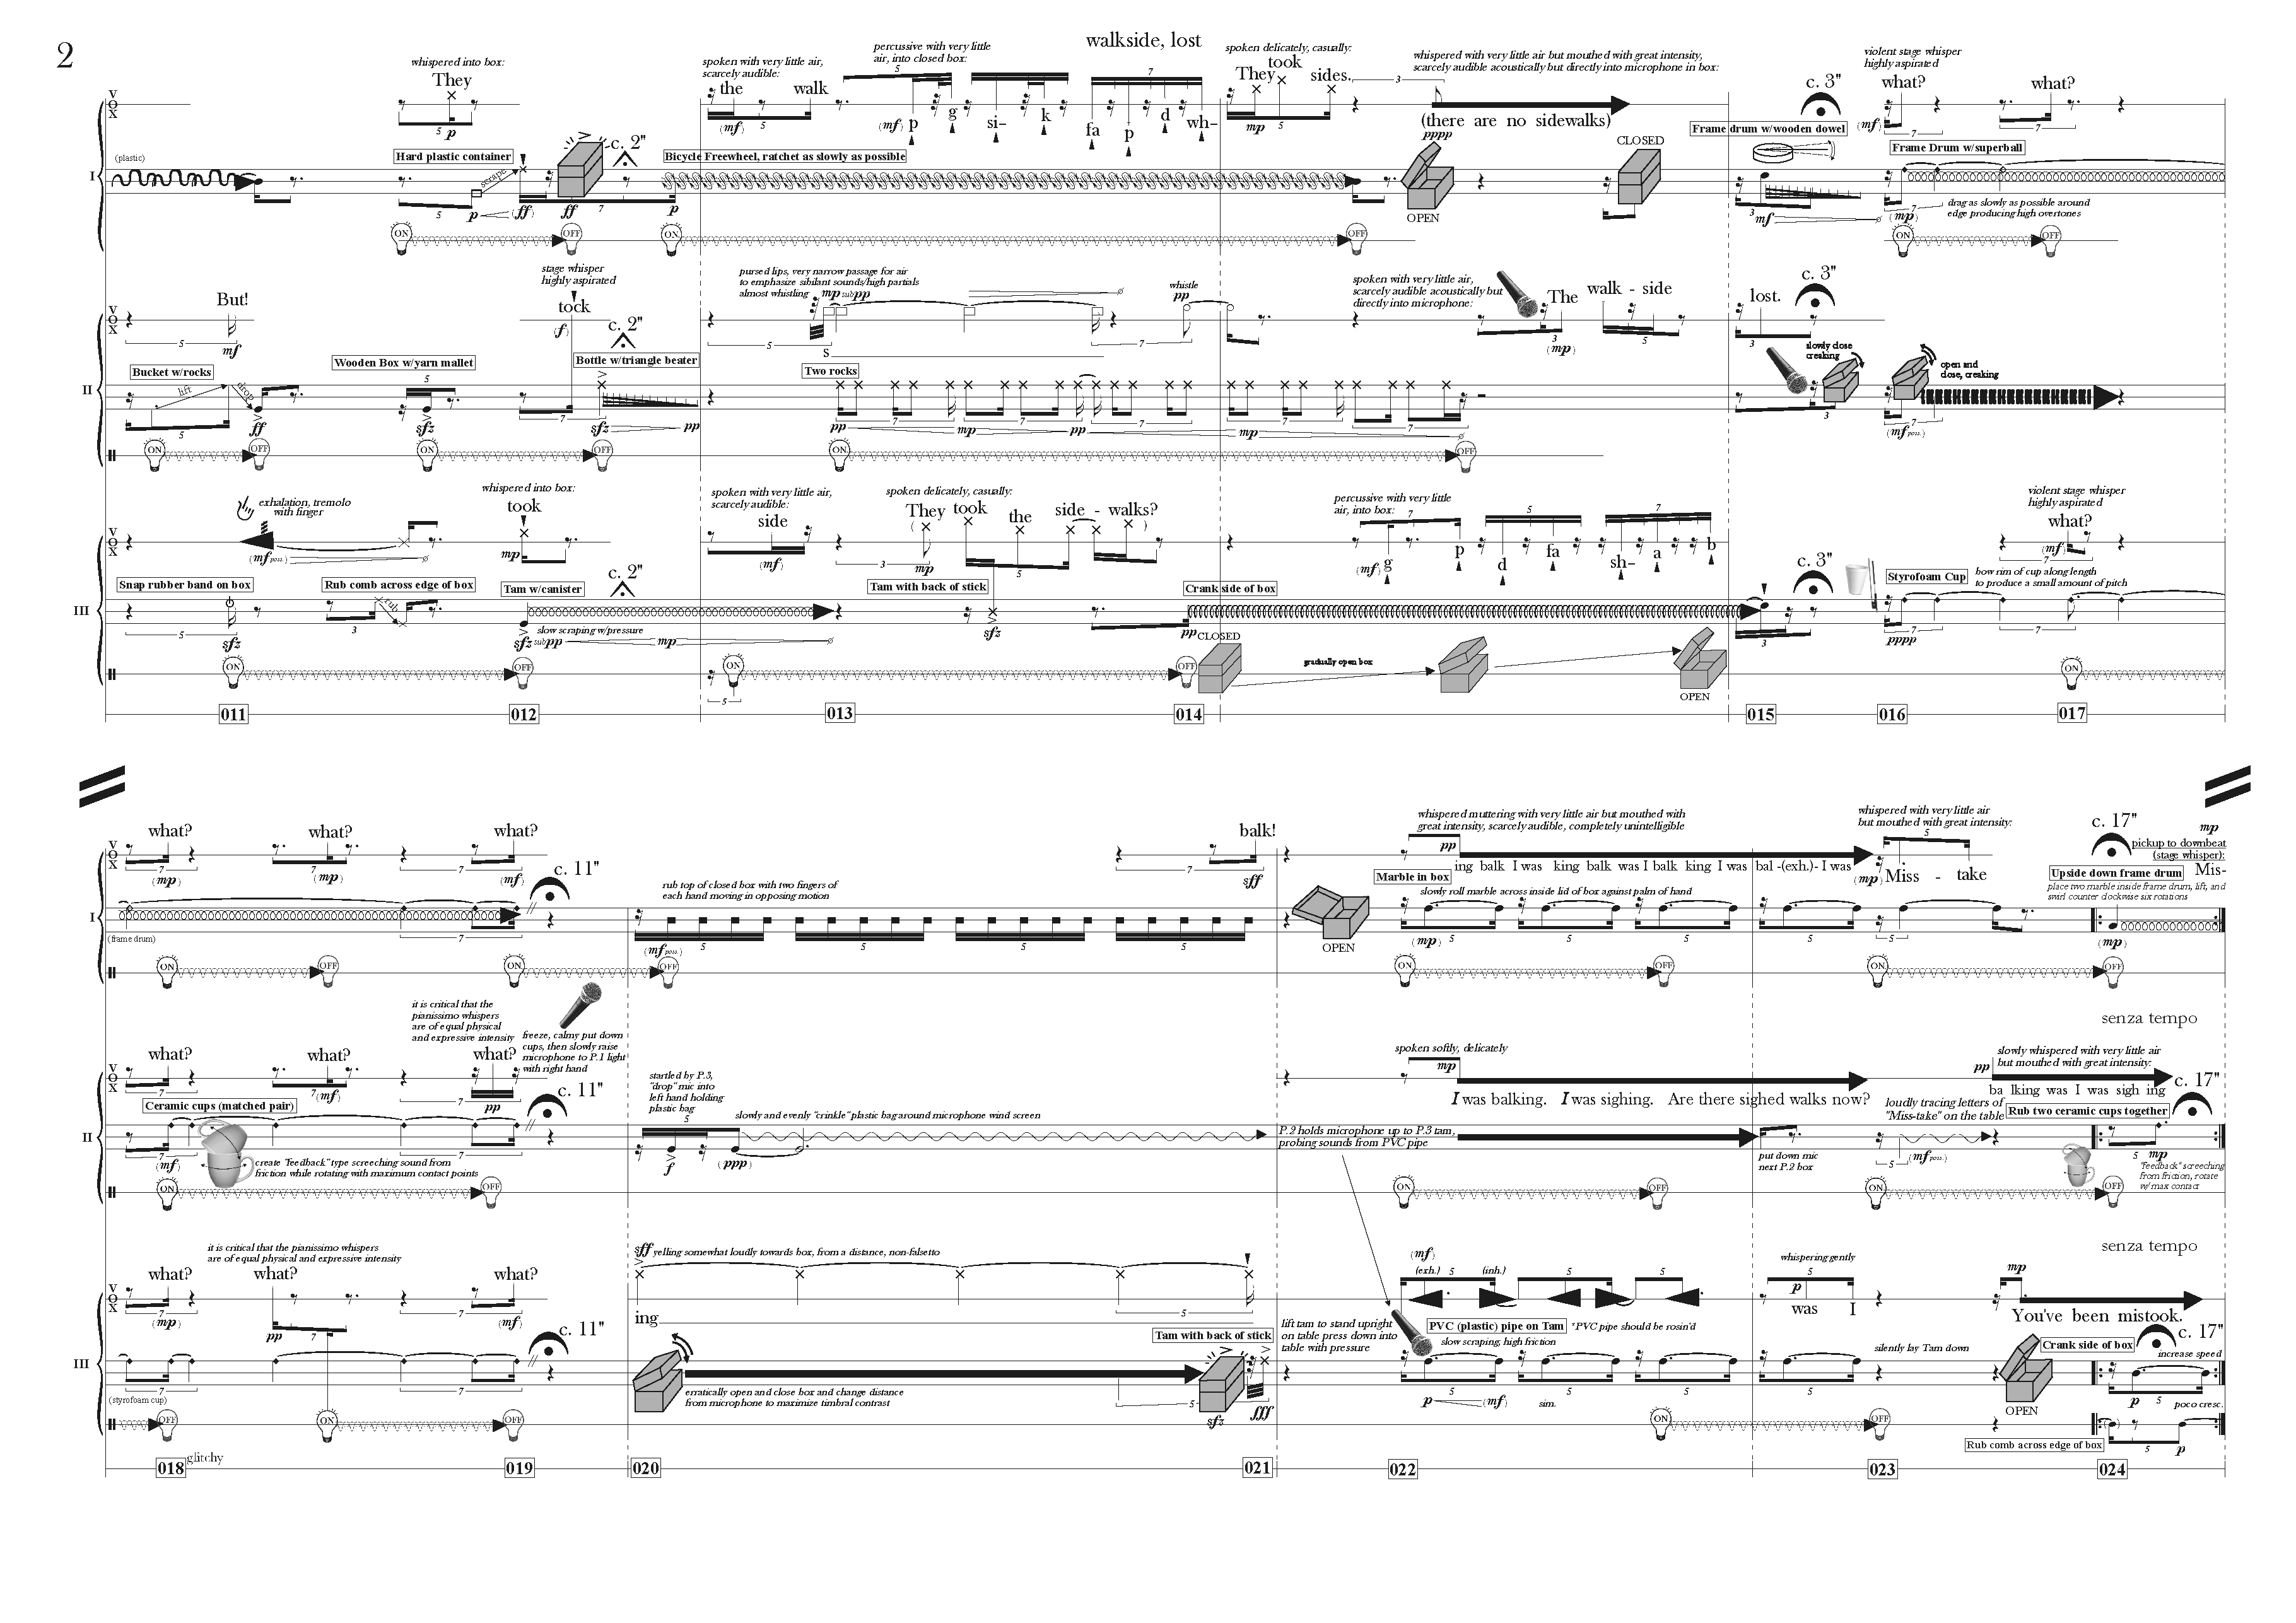 2
walkside, lost
whispered into box:
They
spoken with very little air,
scarcely audible:
the walk
percussive with very little
air, into closed box:
p g si- k fa p d wh-
spoken delicately, casually:
They took sides.
whispered with very little air but mouthed with great intensity,
scarcely audible acoustically but directly into microphone in box:
(there are no sidewalks)
pppp
violent stage whisper
highly aspirated
what? what?
VOX
5 p
(mf) 5
(mf)
5
7
mp 5
3
c. 3"
(mf) 7 7
(plastic)
I
Hard plastic container
scrape
c. 2"
Bicycle Freewheel, ratchet as slowly as possible
OPEN
CLOSED
Frame drum w/wooden dowel
Frame Drum w/superball
drag as slowly as possible around
edge producing high overtones
5 p (ff) ff 7 p
3 mf (mp) 7
ON OFF ON OFF ON OFF
But!
stage whisper
highly aspirated
tock
pursed lips, very narrow passage for air
to emphasize sibilant sounds/high partials
almost whistling
mp sub pp
whistle
pp
spoken with very little air,
scarcely audible acoustically but
directly into microphone:
The walk - side
lost.
c. 3"
VOX
5 mf
(f)
c. 2"
5
s
7
3
(mp)
5
3
II
Bucket w/rocks
lift
drop
Wooden Box w/yarn mallet
Bottle w/triangle beater
Two rocks
slowly close
creaking
open and
close, creaking
5 ff sfz 7 sfz pp
pp 7 mp 7 pp 7 mp 7 7
3 7
(mf poss.)
ON OFF ON OFF ON OFF
exhalation, tremolo
with finger
whispered into box:
took
spoken with very little air,
scarcely audible:
side
spoken delicately, casually:
(They took the side - walks?)
percussive with very little
air, into box:
g p d fa sh- a b
violent stage whisper
highly aspirated
what?
VOX
(mf poss.)
mp
(mf)
3 mp 5
(mf) 7 5 7
(mf) 7
III
Snap rubber band on box
Rub comb across edge of box
rub
Tam w/canister
c. 2"
slow scraping w/pressure
Tam with back of stick
Crank side of box
c. 3"
Styrofoam Cup
bow rim of cup along length
to produce a small amount of pitch
5 sfz 3 sfz sub pp mp sfz pp 3 pppp 7 7
CLOSED
gradually open box
OPEN
ON OFF ON OFF ON
5
011 012 013 014 015 016 017
what? what? what?
c. 11"
balk!
whispered muttering with very little air but mouthed with
great intensity, scarcely audible, completely unintelligible
ing balk I was king balk was I balk king I was bal -(exh.)- I was
whispered with very little air
but mouthed with great intensity:
Miss - take
c. 17"
mp
pickup to downbeat
(stage whisper):
Mis-
VOX
7 (mp) 7 (mp) 7 (mf)
7 sff
pp
(mp) 5
I
(frame drum)
rub top of closed box with two fingers of
each hand moving in opposing motion
OPEN
Marble in box
slowly roll marble across inside lid of box against palm of hand
Upside down frame drum
place two marble inside frame drum, lift, and
swirl counter clockwise six rotations
7
(mf poss.) 5 5 5 5
(mp) 5 5 5 5 5 (mp)
ON OFF ON OFF ON OFF ON OFF
it is critical that the
pianissimo whispers
are of equal physical
and expressive intensity
freeze, calmy put down
cups, then slowly raise
microphone to P.1 light
with right hand
what? what? what?
c. 11"
startled by P.3,
"drop" mic into
left hand holding
plastic bag
slowly and evenly "crinkle" plastic bag around microphone wind screen
spoken softly, delicately
mp
I was balking. I was sighing. Are there sighed walks now?
senza tempo
slowly whispered with very little air
but mouthed with great intensity:
pp
ba lking was I was sigh ing
c. 17"
VOX
7 7 (mf) 7 pp
II
Ceramic cups (matched pair)
create "feedback" type screeching sound from
friction while rotating with maximum contact points
7 (mf) 7
5 f (ppp)
P.2 holds microphone up to P.3 tam,
probing sounds from PVC pipe
put down mic
next P.2 box
loudly tracing letters of
"Miss-take" on the table
5 (mf poss.)
Rub two ceramic cups together
5 mp
"feedback" screeching
from friction, rotate
w/ max contact
ON OFF ON OFF ON OFF
it is critical that the pianissimo whispers
are of equal physical and expressive intensity
what? what? what?
c. 11"
sff yelling somewhat loudly towards box, from a distance, non-falsetto
ing
5
(mf)
(exh.) 5 (inh.) 5 5
whispering gently
5
p
was I
senza tempo
mp
You've been mistook.
c. 17"
VOX
7 (mp) pp 7 7 (mf)
III
(styrofoam cup)
7 7
erratically open and close box and change distance
from microphone to maximize timbral contrast
Tam with back of stick
5 sfz fff
lift tam to stand upright
on table press down into
table with pressure
PVC (plastic) pipe on Tam
*PVC pipe should be rosin'd
slow scraping, high friction
5 5 5 5
p (mf) sim.
silently lay Tam down
OPEN
Crank side of box
increase speed
p 5 poco cresc.
Rub comb across edge of box
5 p
OFF ON OFF ON OFF
018 glitchy 019 020 021 022 023 024